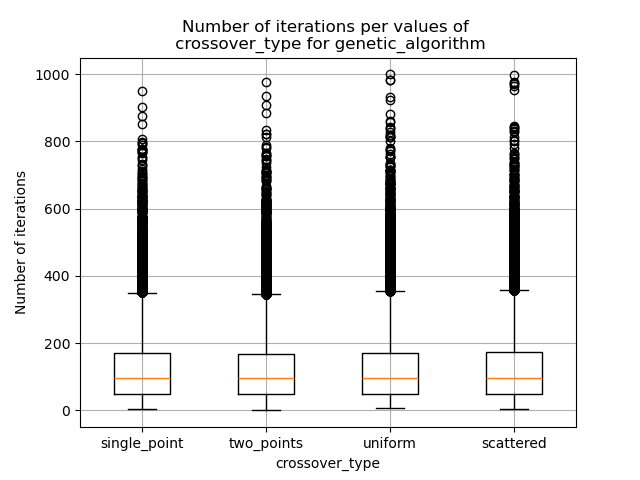 Number of iterations per values of
crossover_type for genetic_algorithm
1000
800
600
400
200
0
Number of iterations
single_point
two_points
uniform
scattered
crossover_type